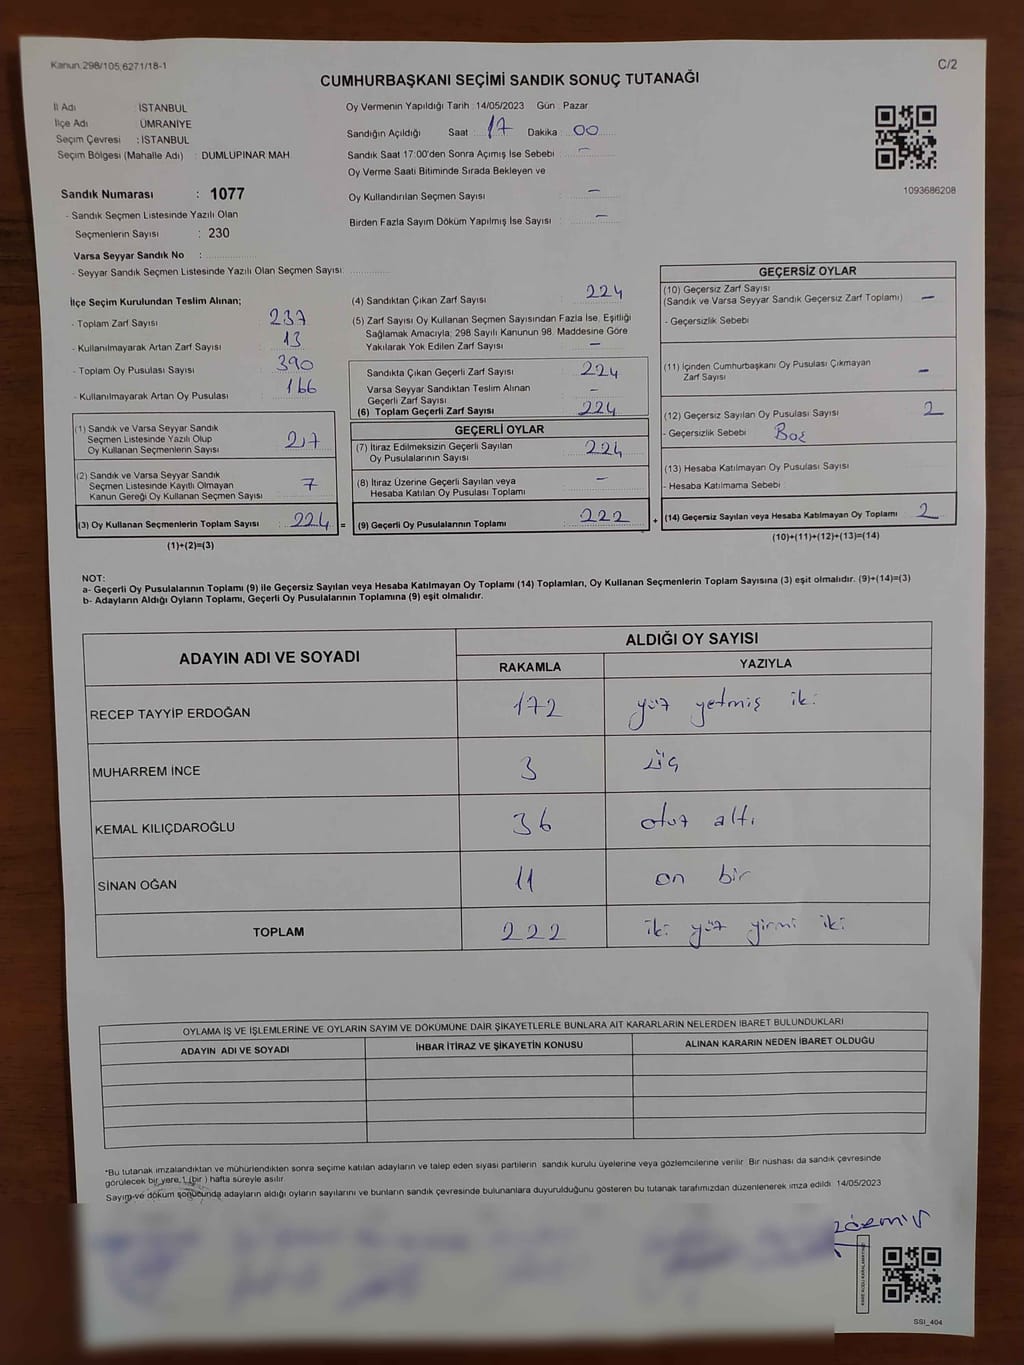 Kanun.298/105,6271/18-1
C/2
CUMHURBAŞKANI SEÇİMİ SANDIK SONUÇ TUTANAĞI
İl Adı : İSTANBUL
İlçe Adı : ÜMRANİYE
Seçim Çevresi : İSTANBUL
Seçim Bölgesi (Mahalle Adı) : DUMLUPINAR MAH
Sandık Numarası : 1077
- Sandık Seçmen Listesinde Yazılı Olan
Seçmenlerin Sayısı : 230
Varsa Seyyar Sandık No :
- Seyyar Sandık Seçmen Listesinde Yazılı Olan Seçmen Sayısı:
Oy Vermenin Yapıldığı Tarih : 14/05/2023 Gün : Pazar
Sandığın Açıldığı Saat : 17 Dakika : 00
Sandık Saat 17:00'den Sonra Açımış İse Sebebi : -
Oy Verme Saati Bitiminde Sırada Bekleyen ve
Oy Kullandırılan Seçmen Sayısı -
Birden Fazla Sayım Döküm Yapılmış İse Sayısı : -
1093686208
İlçe Seçim Kurulundan Teslim Alınan;
- Toplam Zarf Sayısı 237
- Kullanılmayarak Artan Zarf Sayısı : 13
- Toplam Oy Pusulası Sayısı : 390
- Kullanılmayarak Artan Oy Pusulası : 166
(1) Sandık ve Varsa Seyyar Sandık
Seçmen Listesinde Yazılı Olup
Oy Kullanan Seçmenlerin Sayısı : 217
(2) Sandık ve Varsa Seyyar Sandık
Seçmen Listesinde Kayıtlı Olmayan
Kanun Gereği Oy Kullanan Seçmen Sayısı : 7
(3) Oy Kullanan Seçmenlerin Toplam Sayısı : 224 =
(1)+(2)=(3)
(4) Sandıktan Çıkan Zarf Sayısı : 224
(5) Zarf Sayısı Oy Kullanan Seçmen Sayısından Fazla İse, Eşitliği
Sağlamak Amacıyla; 298 Sayılı Kanunun 98. Maddesine Göre
Yakılarak Yok Edilen Zarf Sayısı : -
Sandıkta Çıkan Geçerli Zarf Sayısı : 224
Varsa Seyyar Sandıktan Teslim Alınan
Geçerli Zarf Sayısı : -
(6) Toplam Geçerli Zarf Sayısı : 224
GEÇERLİ OYLAR
(7) İtiraz Edilmeksizin Geçerli Sayılan
Oy Pusulalarının Sayısı : 224
(8) İtiraz Üzerine Geçerli Sayılan veya
Hesaba Katılan Oy Pusulası Toplamı : -
(9) Geçerli Oy Pusulalarının Toplamı : 222 +
GEÇERSİZ OYLAR
(10) Geçersiz Zarf Sayısı
(Sandık ve Varsa Seyyar Sandık Geçersiz Zarf Toplamı) : -
- Geçersizlik Sebebi :
(11) İçinden Cumhurbaşkanı Oy Pusulası Çıkmayan
Zarf Sayısı : -
(12) Geçersiz Sayılan Oy Pusulası Sayısı : 2
- Geçersizlik Sebebi : Boş
(13) Hesaba Katılmayan Oy Pusulası Sayısı :
- Hesaba Katılmama Sebebi :
(14) Geçersiz Sayılan veya Hesaba Katılmayan Oy Toplamı : 2
(10)+(11)+(12)+(13)=(14)
NOT:
a- Geçerli Oy Pusulalarının Toplamı (9) ile Geçersiz Sayılan veya Hesaba Katılmayan Oy Toplamı (14) Toplamları, Oy Kullanan Seçmenlerin Toplam Sayısına (3) eşit olmalıdır. (9)+(14)=(3)
b- Adayların Aldığı Oyların Toplamı, Geçerli Oy Pusulalarının Toplamına (9) eşit olmalıdır.
ADAYIN ADI VE SOYADI
ALDIĞI OY SAYISI
RAKAMLA YAZIYLA
RECEP TAYYİP ERDOĞAN 172 yüz yetmiş iki
MUHARREM İNCE 3 üç
KEMAL KILIÇDAROĞLU 36 otuz altı
SİNAN OĞAN 11 on bir
TOPLAM 222 iki yüz yirmi iki
OYLAMA İŞ VE İŞLEMLERİNE VE OYLARIN SAYIM VE DÖKÜMÜNE DAİR ŞİKAYETLERLE BUNLARA AİT KARARLARIN NELERDEN İBARET BULUNDUKLARI
ADAYIN ADI VE SOYADI İHBAR İTİRAZ VE ŞİKAYETİN KONUSU ALINAN KARARIN NEDEN İBARET OLDUĞU
*Bu tutanak imzalandıktan ve mühürlendikten sonra seçime katılan adayların ve talep eden siyasi partilerin sandık kurulu üyelerine veya gözlemcilerine verilir. Bir nüshası da sandık çevresinde
görülecek bir yere 1 (bir ) hafta süreyle asılır
Sayım ve döküm sonucunda adayların aldığı oyların sayılarını ve bunların sandık çevresinde bulunanlara duyurulduğunu gösteren bu tutanak tarafımızdan düzenlenerek imza edildi. 14/05/2023
SSI_404